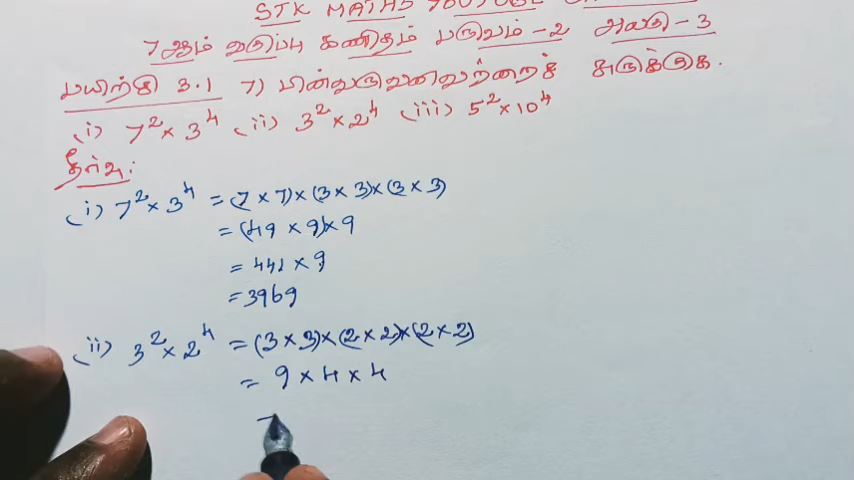 STK MATHS
7 ஆம் வகுப்பு கணிதம் பருவம் - 2 அலகு - 3
பயிற்சி 3.1 7) பின்வருவனவற்றைச் சுருக்குக.
(i) 7² × 3⁴ (ii) 3² × 2⁴ (iii) 5² × 10⁴
தீர்வு:
(i) 7² × 3⁴ = (7 × 7) × (3 × 3) × (3 × 3)
= (49 × 9) × 9
= 441 × 9
= 3969
(ii) 3² × 2⁴ = (3 × 3) × (2 × 2) × (2 × 2)
= 9 × 4 × 4